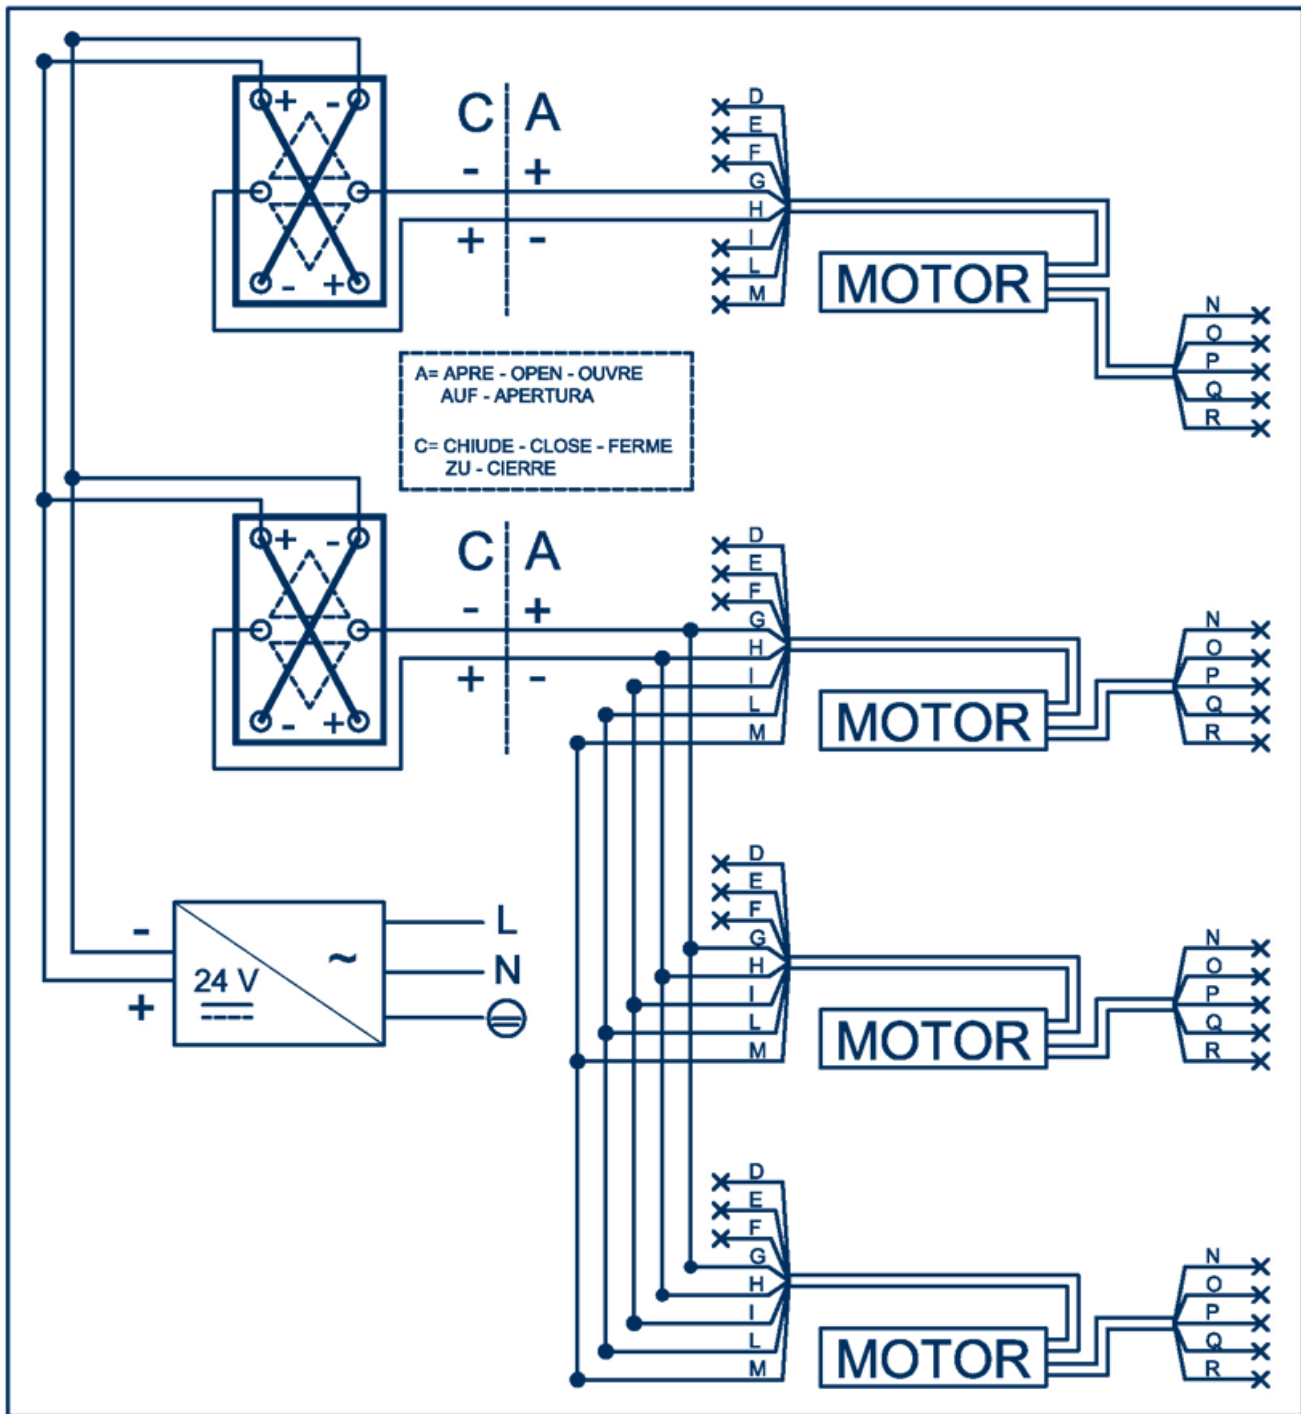 + -
- +
C A
- +
+ -
D
E
F
G
H
I
L
M
MOTOR
N
O
P
Q
R
A= APRE - OPEN - OUVRE
AUF - APERTURA
C= CHIUDE - CLOSE - FERME
ZU - CIERRE
+ -
- +
C A
- +
+ -
D
E
F
G
H
I
L
M
MOTOR
N
O
P
Q
R
-
+
24 V
~
L
N
D
E
F
G
H
I
L
M
MOTOR
N
O
P
Q
R
D
E
F
G
H
I
L
M
MOTOR
N
O
P
Q
R